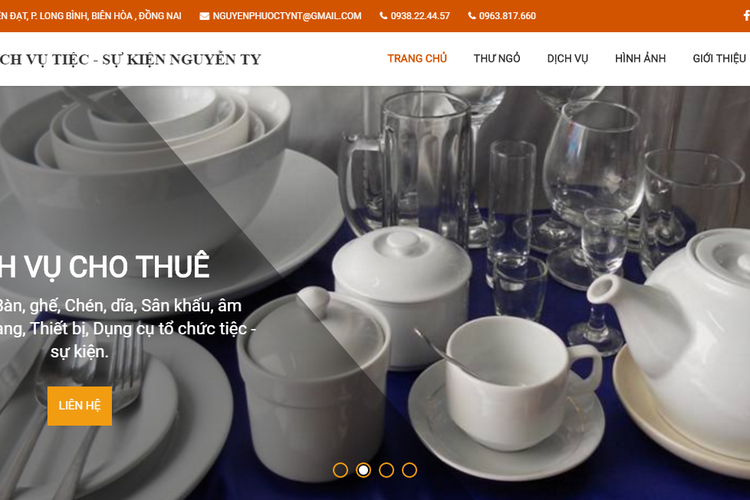 ẾN ĐẠT, P. LONG BÌNH, BIÊN HÒA , ĐỒNG NAI NGUYENPHUOCTYNT@GMAIL.COM 0938.22.44.57 0963.817.660
CH VỤ TIỆC - SỰ KIỆN NGUYỄN TY TRANG CHỦ THƯ NGỎ DỊCH VỤ HÌNH ẢNH GIỚI THIỆU
H VỤ CHO THUÊ
Bàn, ghế, Chén, dĩa, Sân khấu, âm
ang, Thiết bị, Dụng cụ tổ chức tiệc -
sự kiện.
LIÊN HỆ